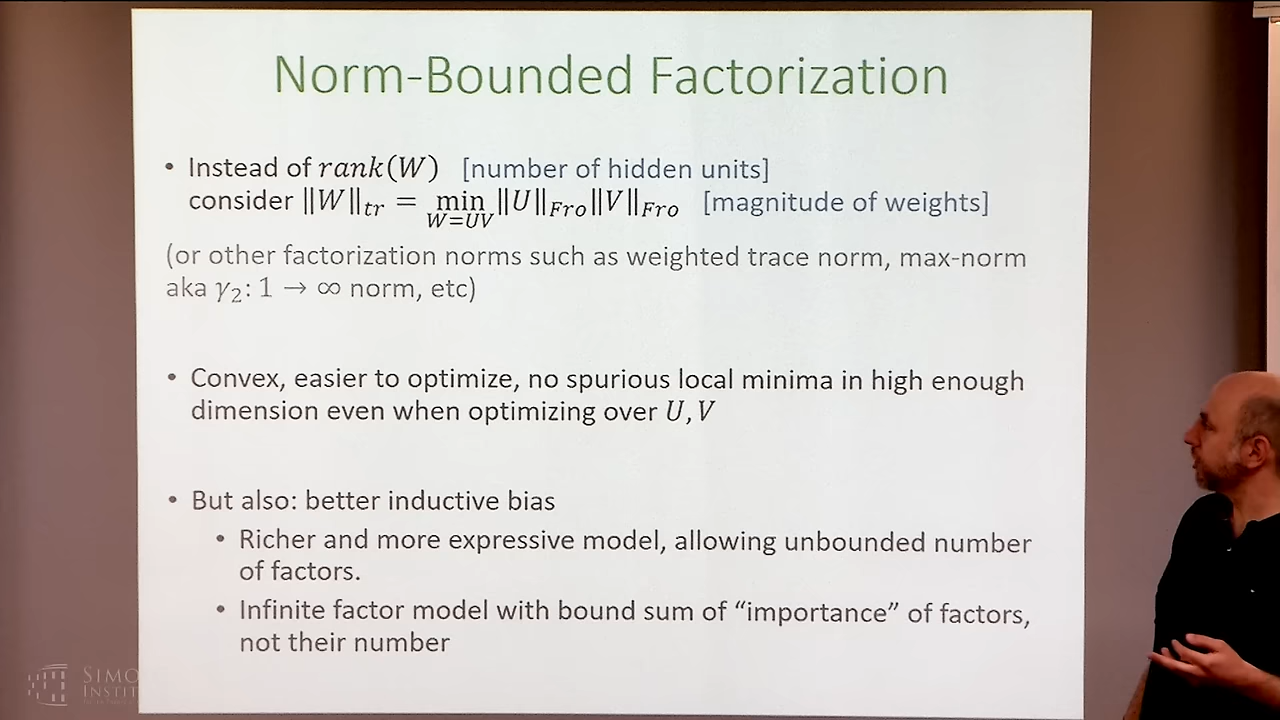 Norm-Bounded Factorization
• Instead of rank(W) [number of hidden units]
consider ‖W‖_tr = min_{W=UV} ‖U‖_Fro ‖V‖_Fro [magnitude of weights]
(or other factorization norms such as weighted trace norm, max-norm
aka γ₂: 1 → ∞ norm, etc)
• Convex, easier to optimize, no spurious local minima in high enough
dimension even when optimizing over U, V
• But also: better inductive bias
• Richer and more expressive model, allowing unbounded number
of factors.
• Infinite factor model with bound sum of “importance” of factors,
not their number